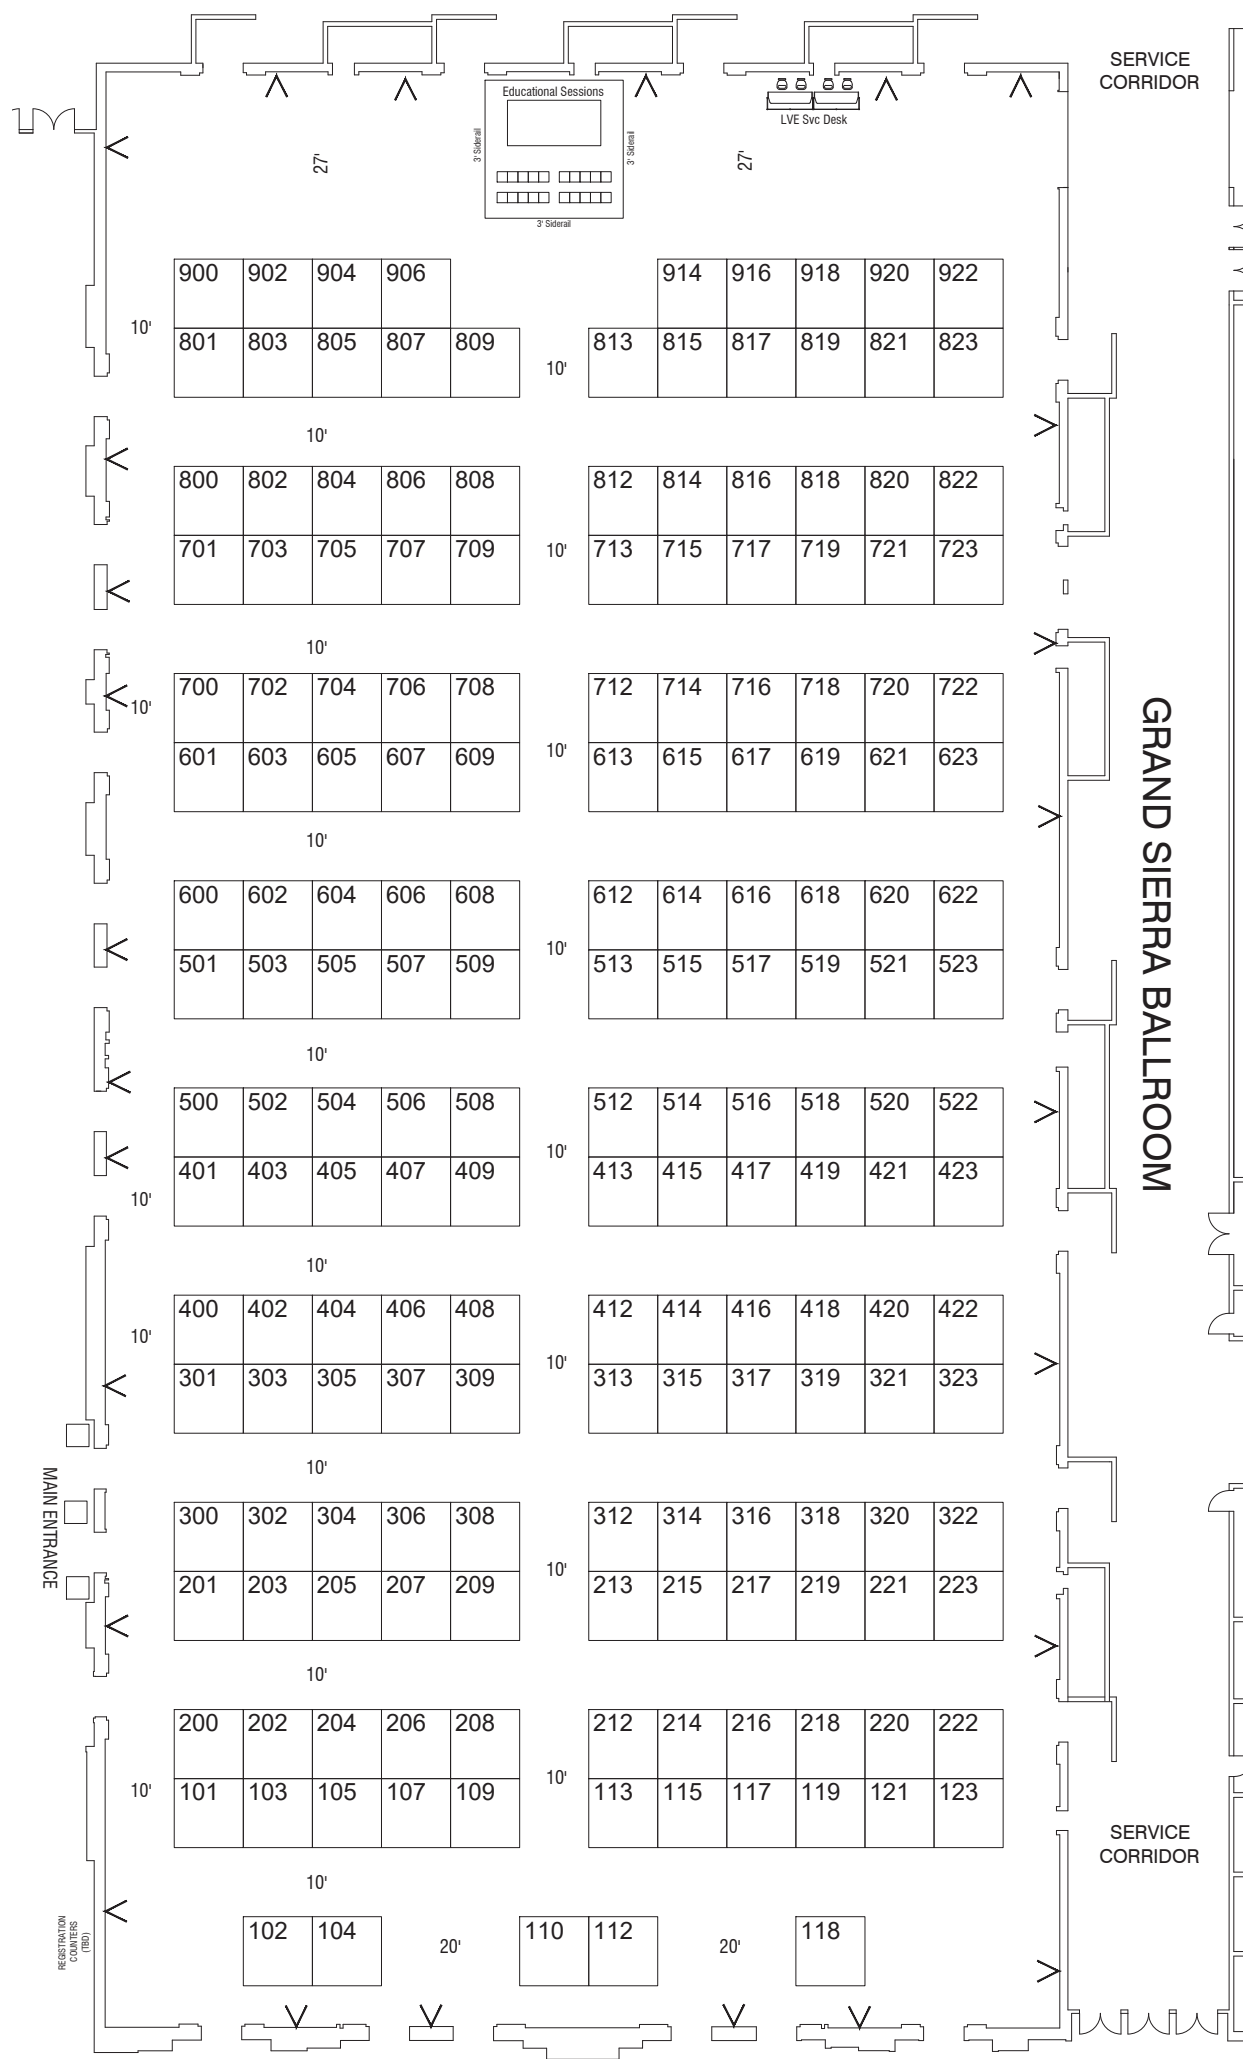 SERVICE
CORRIDOR
Educational Sessions
LVE Svc Desk
3' Siderail
3' Siderail
27'
27'
3' Siderail
900 902 904 906 914 916 918 920 922
10'
801 803 805 807 809 813 815 817 819 821 823
10'
10'
800 802 804 806 808 812 814 816 818 820 822
701 703 705 707 709 713 715 717 719 721 723
10'
10'
700 702 704 706 708 712 714 716 718 720 722
10'
601 603 605 607 609 613 615 617 619 621 623
10'
10'
GRAND SIERRA BALLROOM
600 602 604 606 608 612 614 616 618 620 622
501 503 505 507 509 513 515 517 519 521 523
10'
10'
500 502 504 506 508 512 514 516 518 520 522
401 403 405 407 409 413 415 417 419 421 423
10'
10'
10'
400 402 404 406 408 412 414 416 418 420 422
10'
301 303 305 307 309 313 315 317 319 321 323
10'
10'
MAIN ENTRANCE
300 302 304 306 308 312 314 316 318 320 322
201 203 205 207 209 213 215 217 219 221 223
10'
10'
200 202 204 206 208 212 214 216 218 220 222
101 103 105 107 109 113 115 117 119 121 123
10'
10'
SERVICE
CORRIDOR
10'
REGISTRATION
COUNTERS
(TBD)
102 104 110 112 118
20'
20'